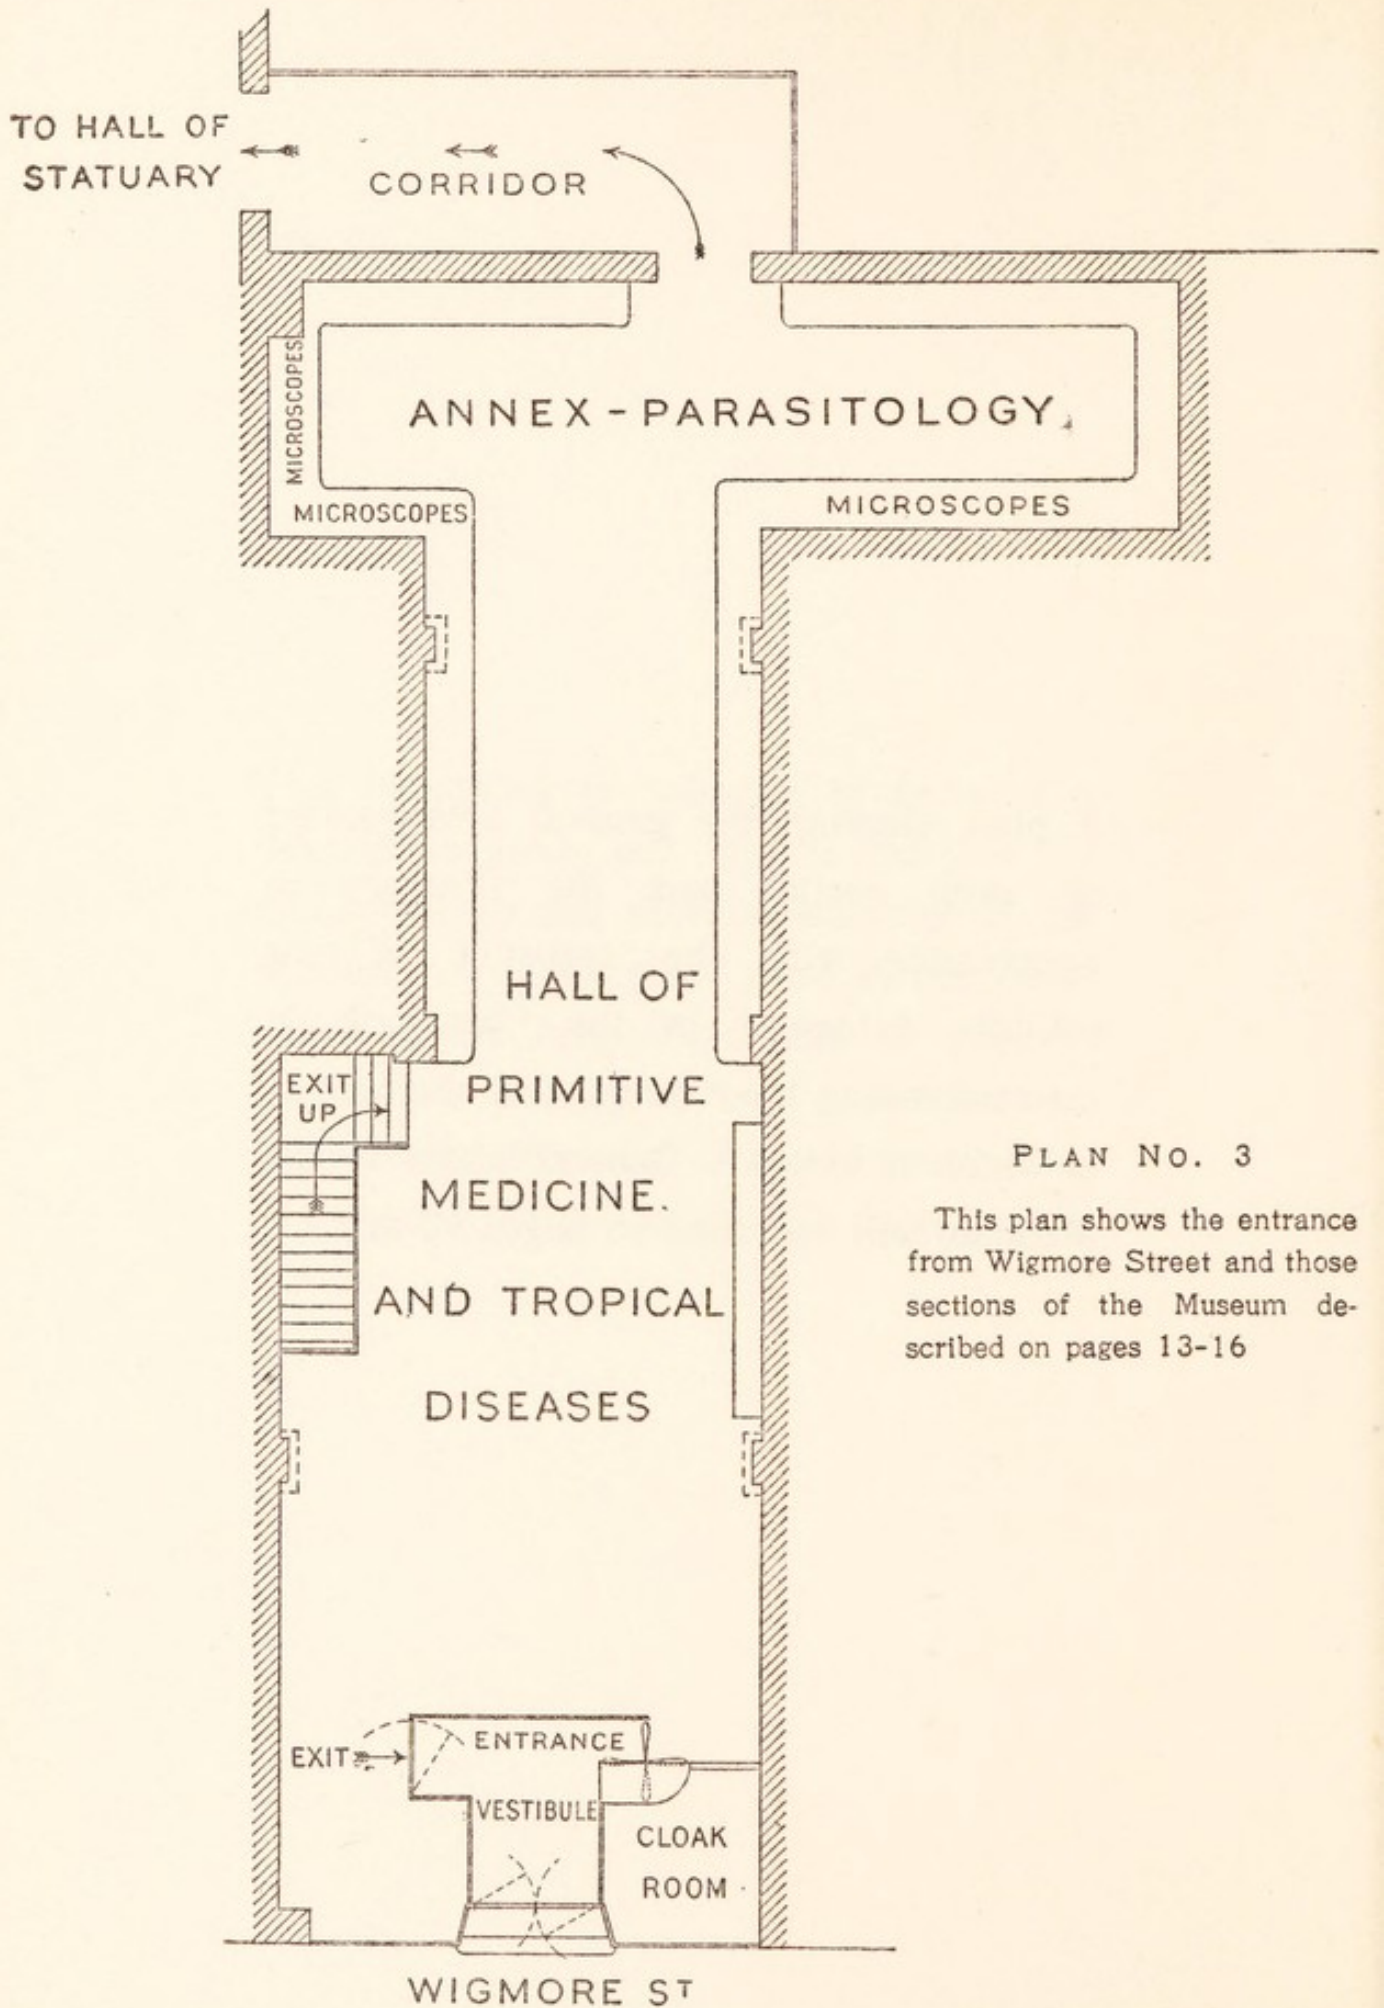 TO HALL OF
STATUARY
CORRIDOR
ANNEX - PARASITOLOGY
MICROSCOPES
MICROSCOPES
MICROSCOPES
HALL OF
PRIMITIVE
MEDICINE.
AND TROPICAL
DISEASES
EXIT
UP
PLAN No. 3
This plan shows the entrance
from Wigmore Street and those
sections of the Museum de-
scribed on pages 13-16
EXIT
ENTRANCE
VESTIBULE
CLOAK
ROOM
WIGMORE ST